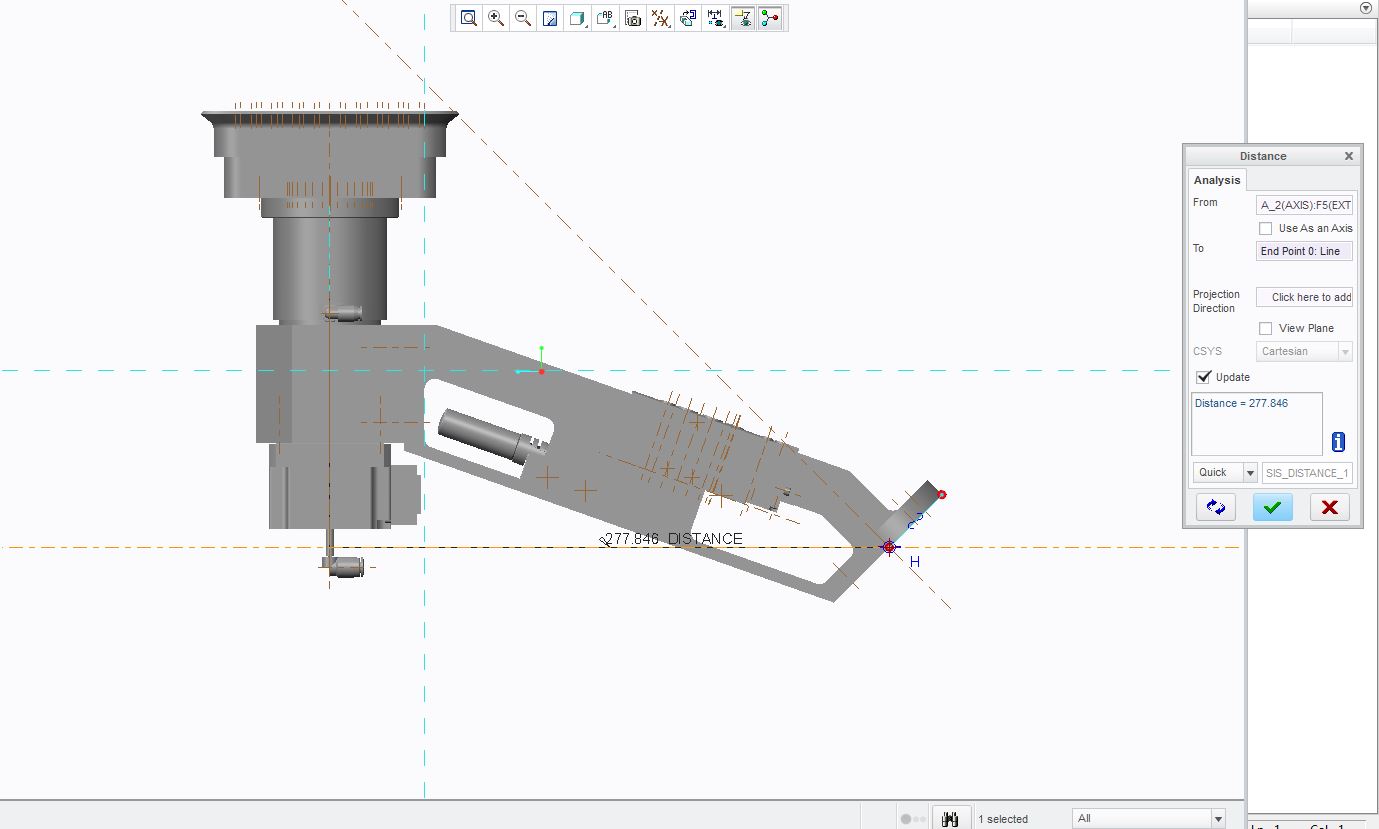 AB
Distance
Analysis
From
A_2(AXIS):F5(EXT
Use As an Axis
To
End Point 0: Line
Projection
Direction
Click here to add
View Plane
CSYS
Cartesian
Update
Distance = 277.846
Quick
SIS_DISTANCE_1
277.846 DISTANCE
H
1 selected
All